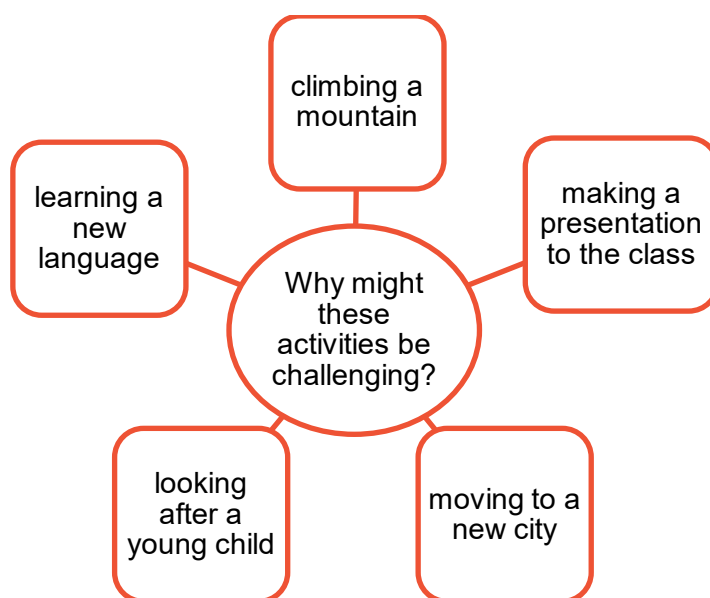 climbing a
mountain
learning a
new
language
making a
presentation
to the class
Why might
these
activities be
challenging?
looking
after a
young child
moving to a
new city